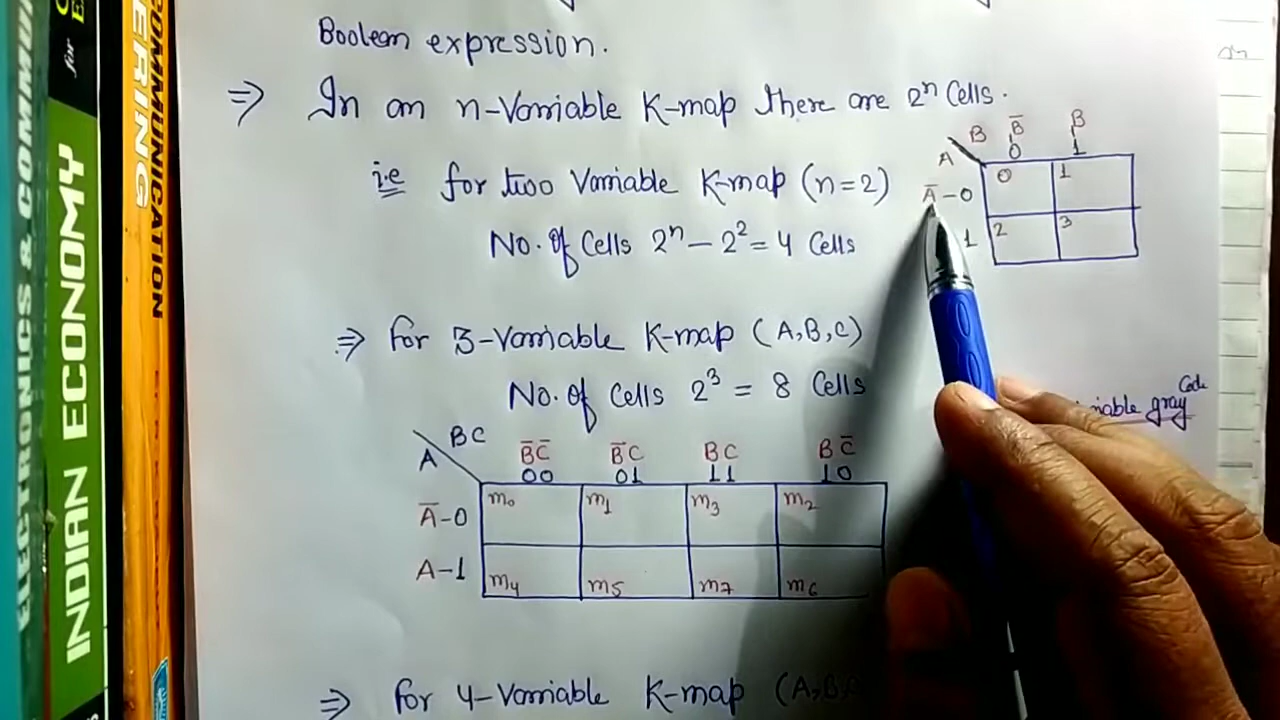 Boolean expression.
⇒ In an n-Variable K-map there are 2ⁿ Cells.
i.e for two Variable K-map (n=2)
No. of Cells 2ⁿ - 2² = 4 Cells
B B̅ B
A 0 1
A̅-0 0 1
1 2 3
⇒ for 3-Variable K-map (A,B,C)
No. of Cells 2³ = 8 Cells
Code
gray
BC B̅C̅ B̅C BC BC̅
A 00 01 11 10
A̅-0 m₀ m₁ m₃ m₂
A-1 m₄ m₅ m₇ m₆
⇒ for 4-Variable K-map (A,B
ELECTRONICS & COMMUN
for
INDIAN ECONOMY
ERING
COMMUNICATION